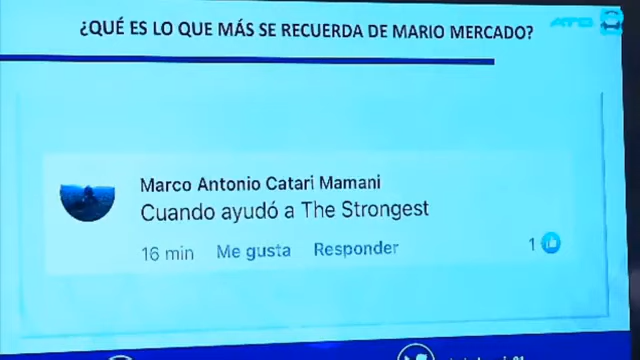 ¿QUÉ ES LO QUE MÁS SE RECUERDA DE MARIO MERCADO?
ATB
Marco Antonio Catari Mamani
Cuando ayudó a The Strongest
16 min Me gusta Responder 1